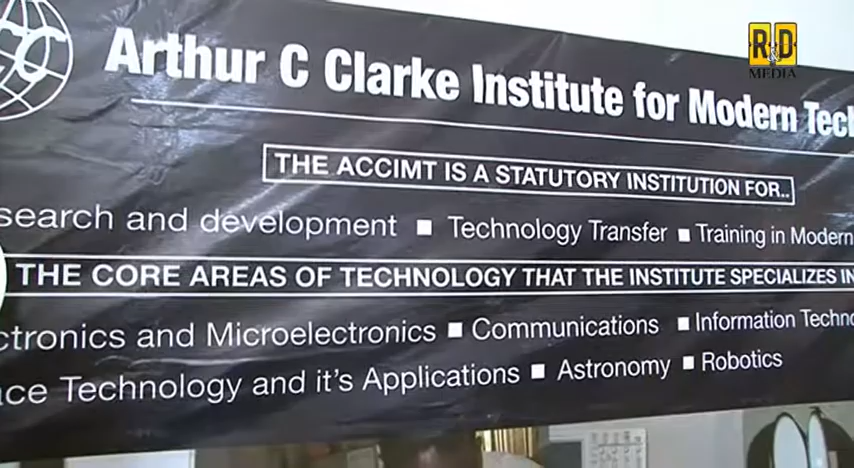 R&D
MEDIA
Arthur C Clarke Institute for Modern Tech
THE ACCIMT IS A STATUTORY INSTITUTION FOR..
search and development ■ Technology Transfer ■ Training in Modern
THE CORE AREAS OF TECHNOLOGY THAT THE INSTITUTE SPECIALIZES IN
ctronics and Microelectronics ■ Communications ■ Information Techno
ace Technology and it's Applications ■ Astronomy ■ Robotics